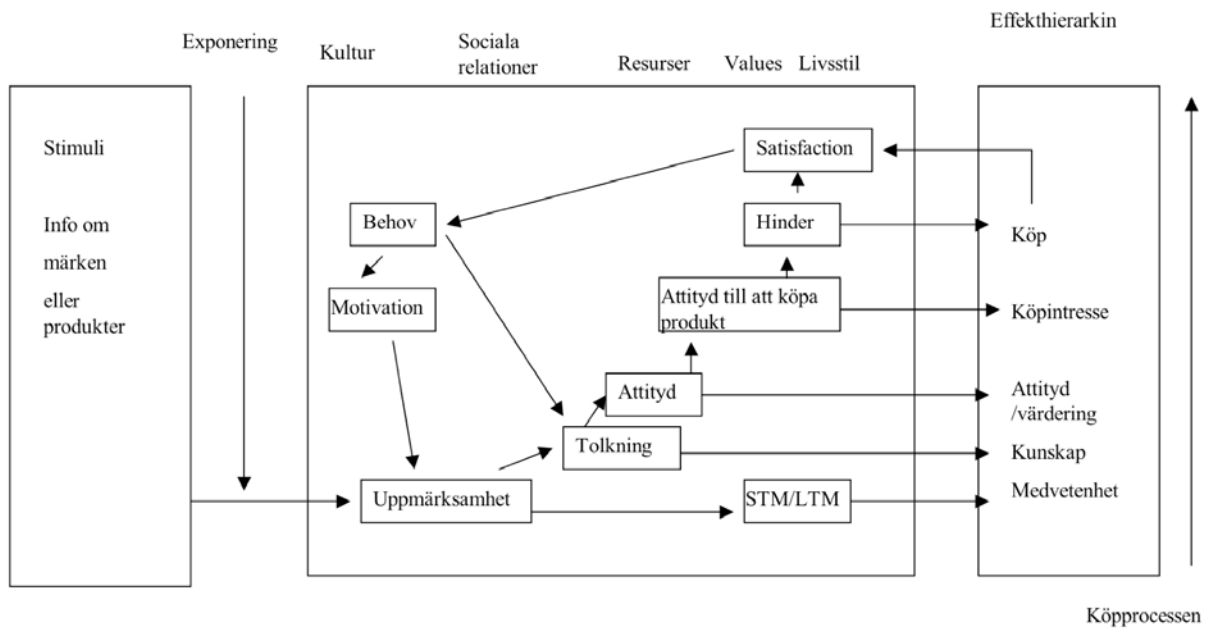 Effekthierarkin
Exponering
Kultur
Sociala
relationer
Resurser
Values
Livsstil
Stimuli
Info om
märken
eller
produkter
Satisfaction
Behov
Hinder
Köp
Motivation
Attityd till att köpa
produkt
Köpintresse
Attityd
Attityd
/värdering
Tolkning
Kunskap
Uppmärksamhet
STM/LTM
Medvetenhet
Köpprocessen